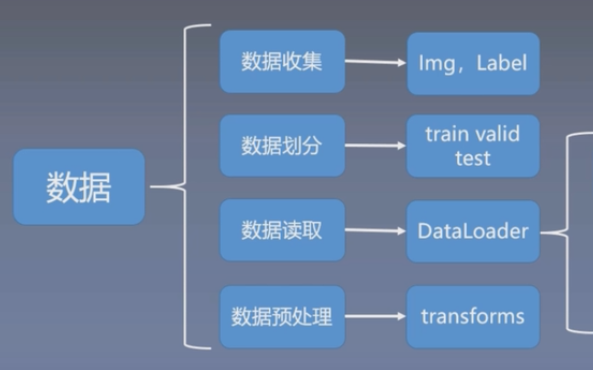 数据
数据收集
Img，Label
数据划分
train valid
test
数据读取
DataLoader
数据预处理
transforms